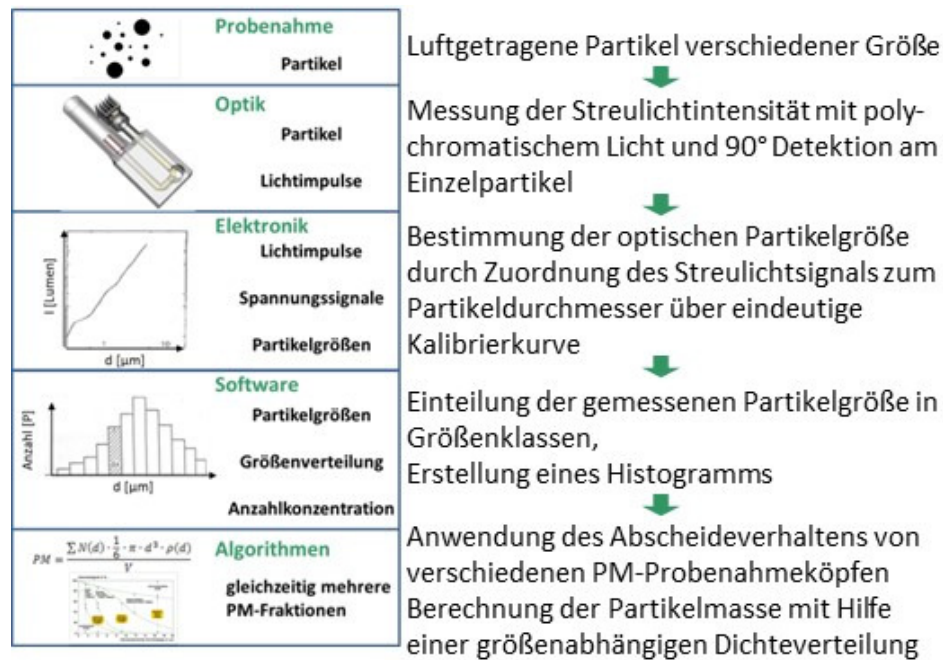 Probenahme
Partikel
Luftgetragene Partikel verschiedener Größe
Optik
Partikel
Lichtimpulse
Messung der Streulichtintensität mit poly-
chromatischem Licht und 90° Detektion am
Einzelpartikel
Elektronik
Lichtimpulse
Spannungssignale
Partikelgrößen
I [Lumen]
1 10
d [µm]
Bestimmung der optischen Partikelgröße
durch Zuordnung des Streulichtsignals zum
Partikeldurchmesser über eindeutige
Kalibrierkurve
Software
Partikelgrößen
Größenverteilung
Anzahlkonzentration
Anzahl [P]
d [µm]
Einteilung der gemessenen Partikelgröße in
Größenklassen,
Erstellung eines Histogramms
Algorithmen
gleichzeitig mehrere
PM-Fraktionen
PM = ∑ N(d) · 1/6 · π · d³ · ρ(d) / V
Anwendung des Abscheideverhaltens von
verschiedenen PM-Probenahmeköpfen
Berechnung der Partikelmasse mit Hilfe
einer größenabhängigen Dichteverteilung